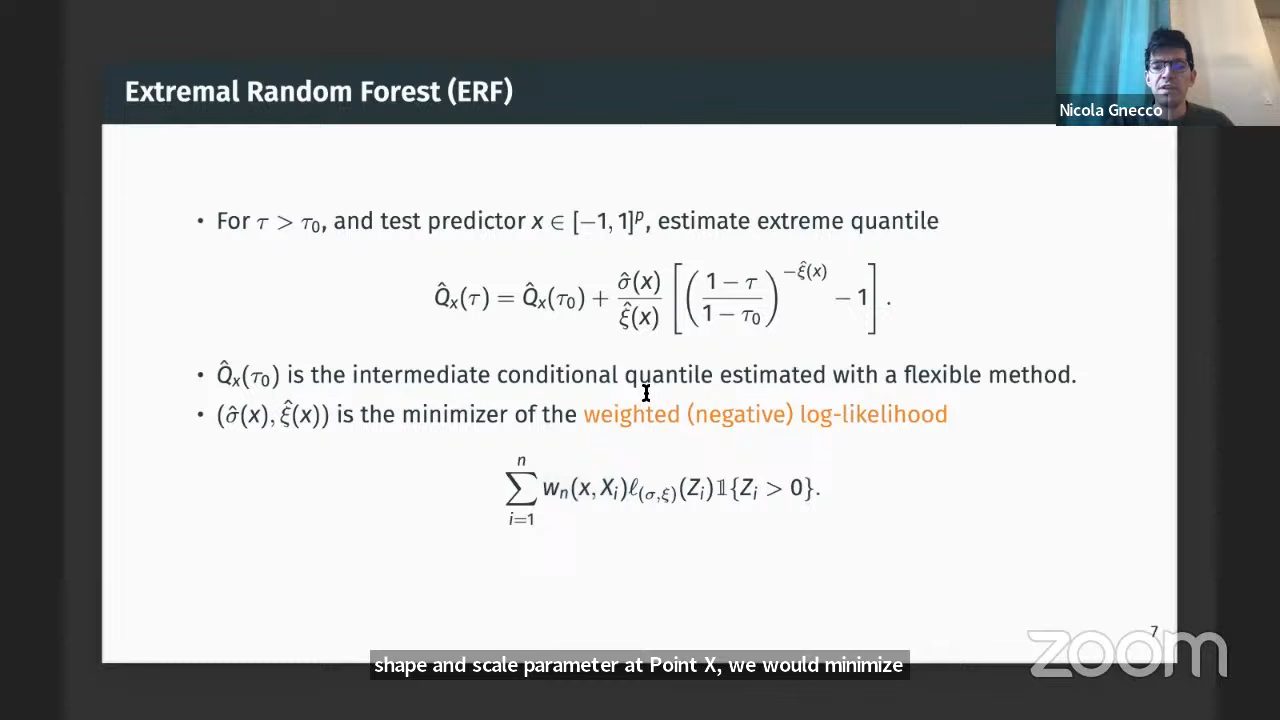 Nicola Gnecco
Extremal Random Forest (ERF)
• For τ > τ₀, and test predictor x ∈ [−1, 1]ᵖ, estimate extreme quantile
Q̂ₓ(τ) = Q̂ₓ(τ₀) + σ̂(x)/ξ̂(x) [ ( (1 − τ)/(1 − τ₀) )^{−ξ̂(x)} − 1 ] .
• Q̂ₓ(τ₀) is the intermediate conditional quantile estimated with a flexible method.
• (σ̂(x), ξ̂(x)) is the minimizer of the weighted (negative) log-likelihood
∑_{i=1}^{n} wₙ(x, Xᵢ)ℓ_{(σ,ξ)}(Zᵢ)𝟙{Zᵢ > 0}.
7
zoom
shape and scale parameter at Point X, we would minimize